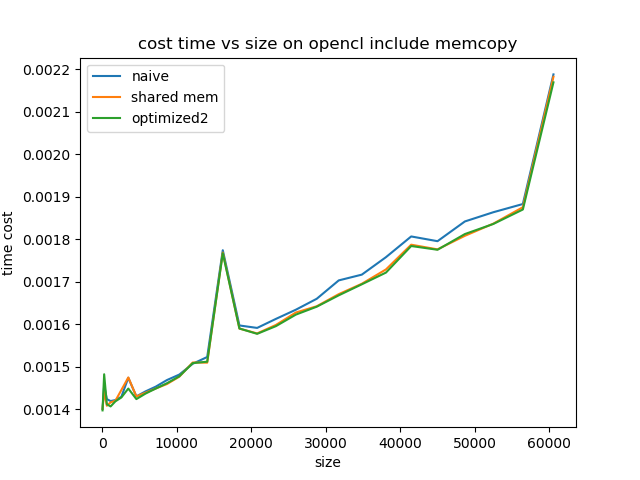 cost time vs size on opencl include memcopy
naive
shared mem
optimized2
time cost
0.0022
0.0021
0.0020
0.0019
0.0018
0.0017
0.0016
0.0015
0.0014
0 10000 20000 30000 40000 50000 60000
size